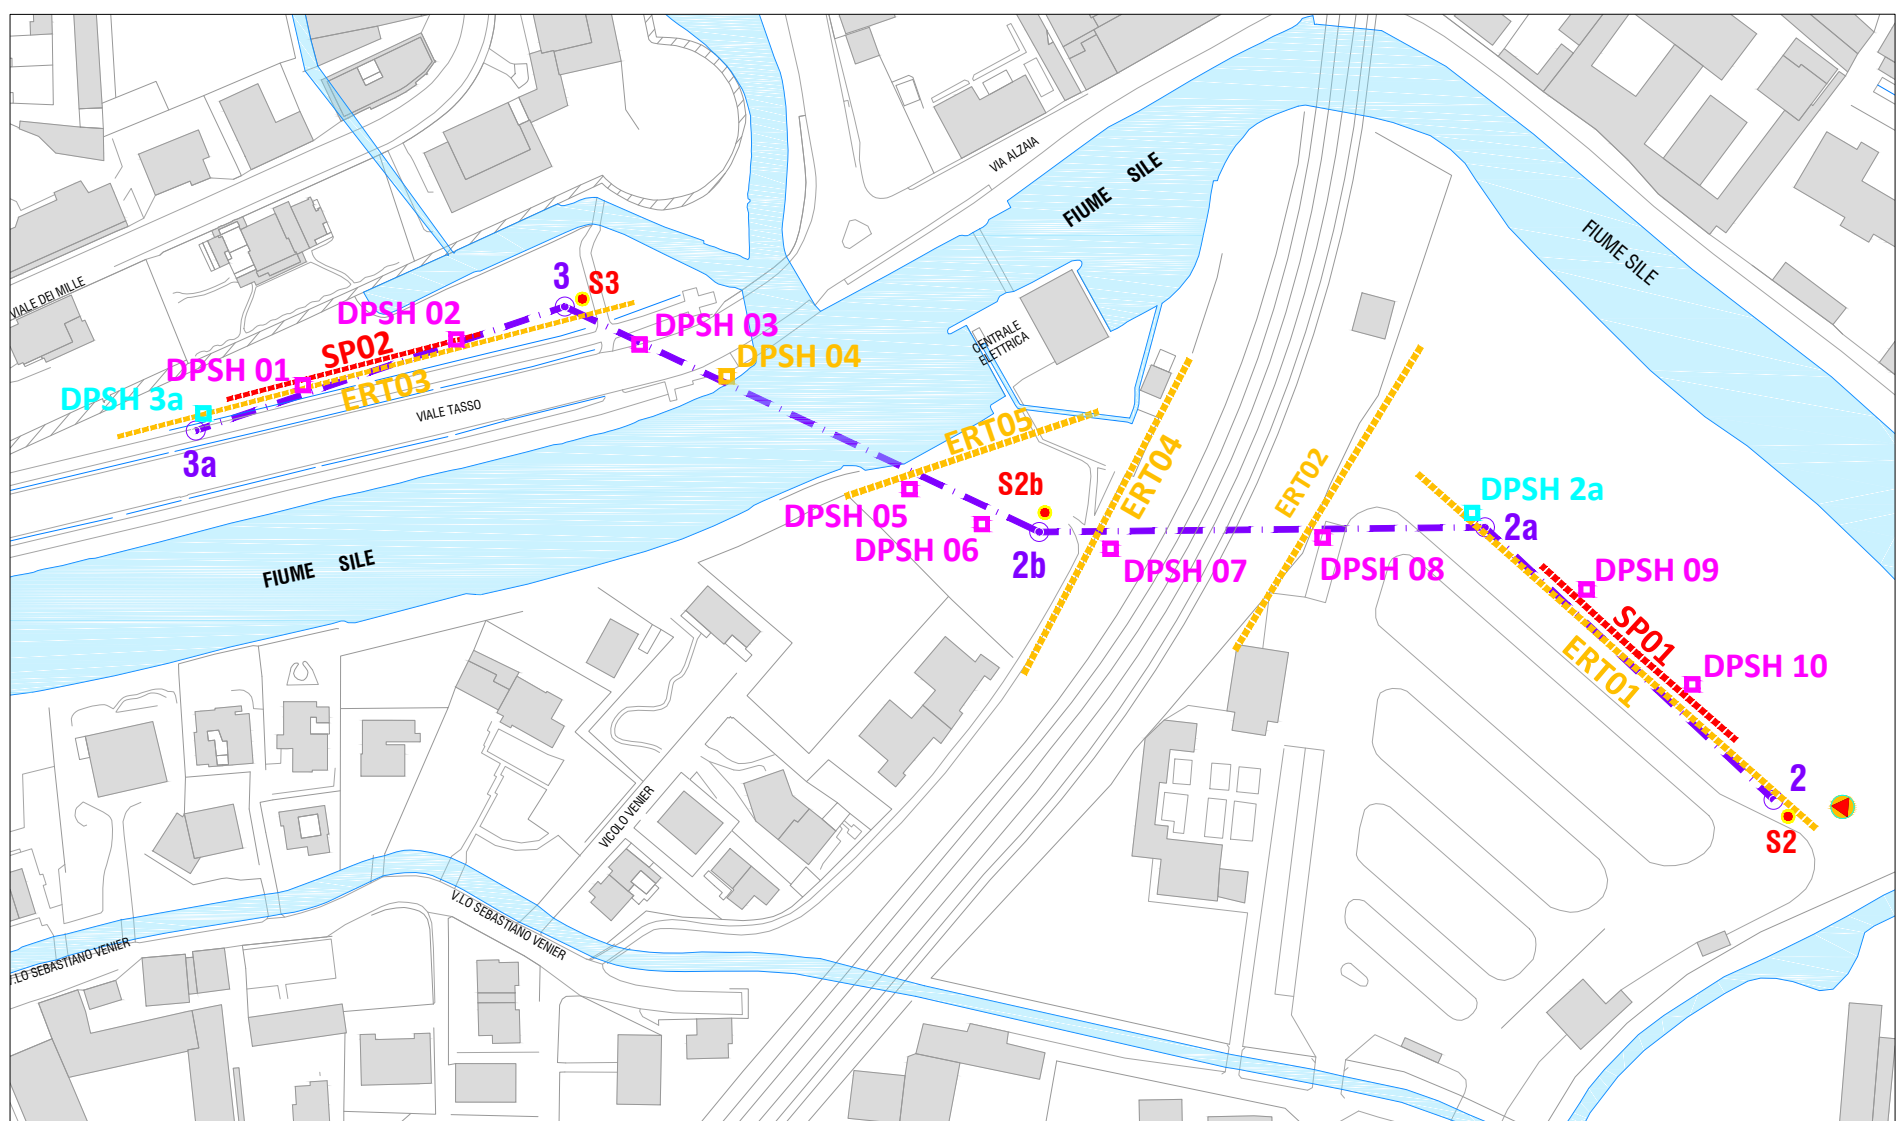 VIA ALZAIA
FIUME SILE
FIUME SILE
VIALE DEI MILLE
3
S3
DPSH 02
DPSH 03
SP02
DPSH 04
DPSH 01
ERT03
DPSH 3a
VIALE TASSO
3a
CENTRALE
ELETTRICA
ERT05
ERT04
ERT02
S2b
DPSH 05
DPSH 06
2b
DPSH 07
DPSH 08
DPSH 2a
2a
DPSH 09
SP01
ERT01
DPSH 10
FIUME SILE
2
S2
VICOLO VENIER
V.LO SEBASTIANO VENIER
V.LO SEBASTIANO VENIER